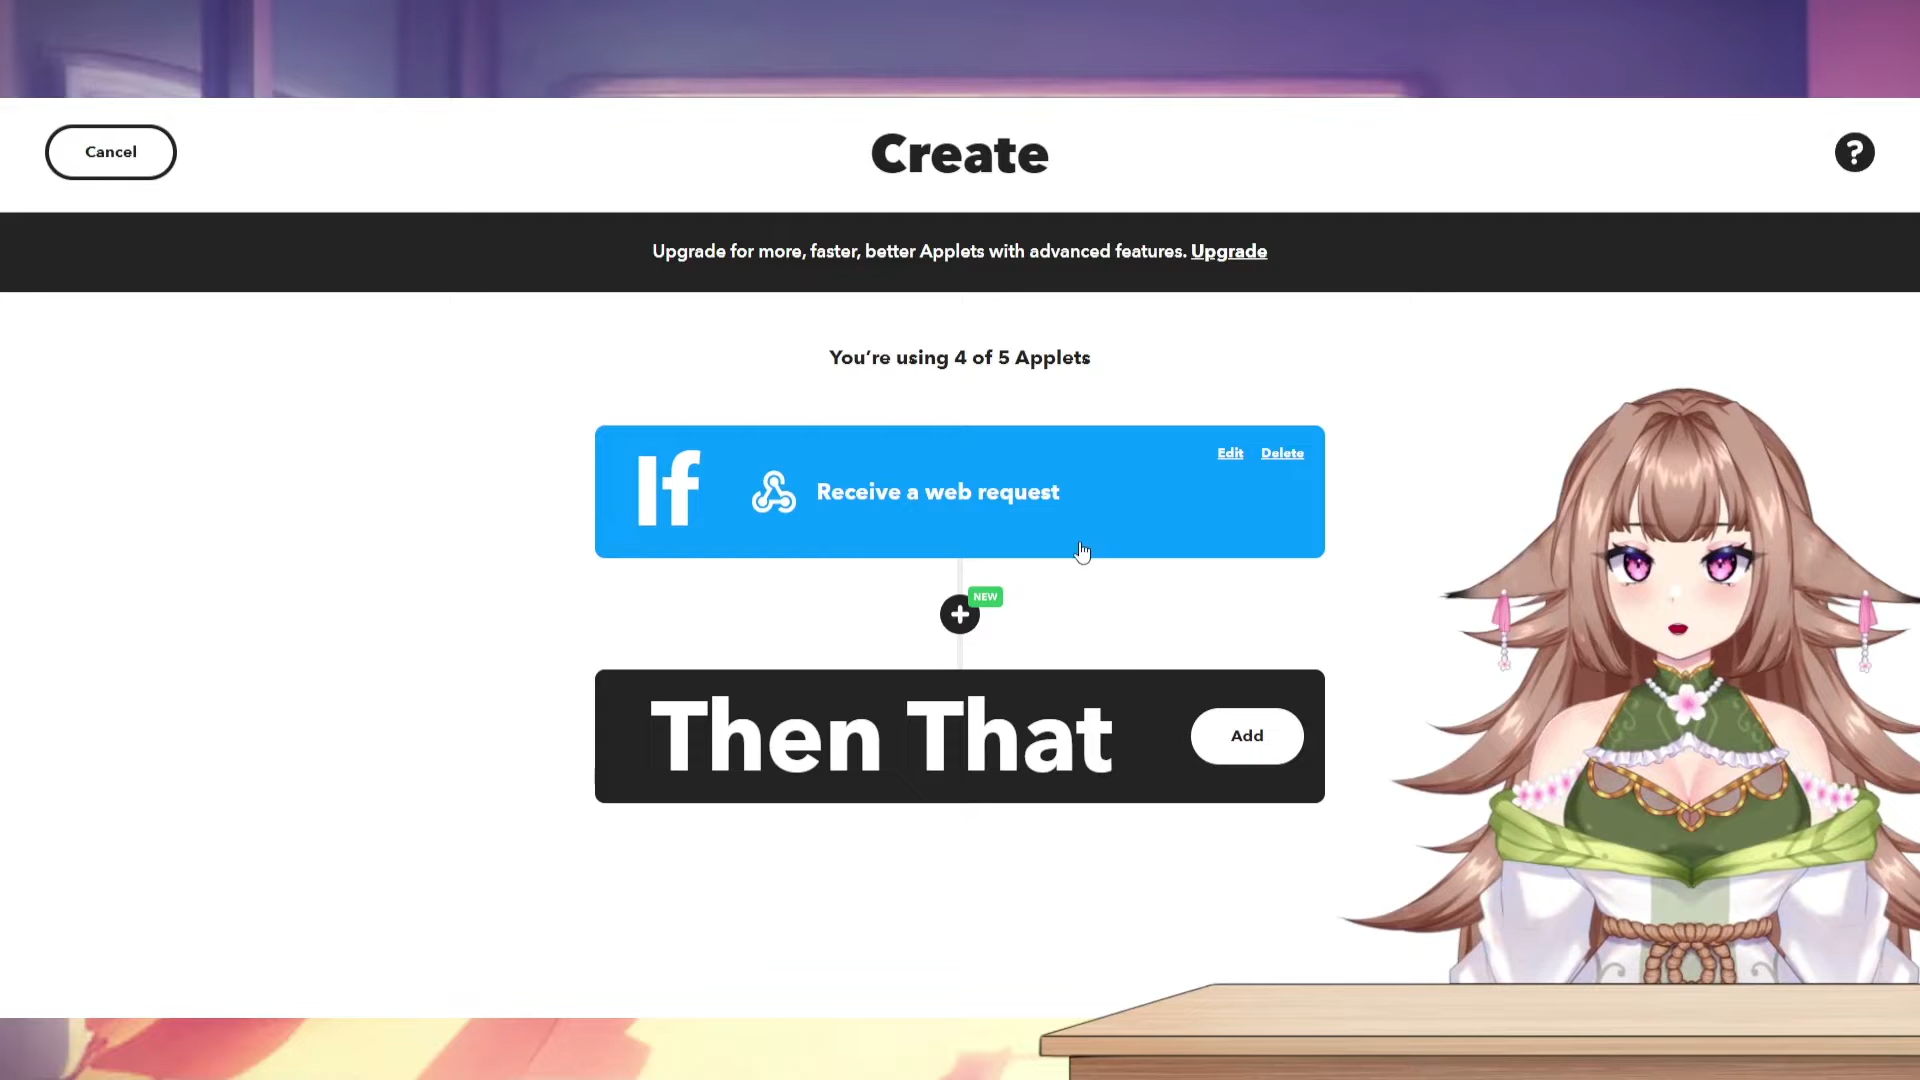 Cancel
Create
?
Upgrade for more, faster, better Applets with advanced features. Upgrade
You're using 4 of 5 Applets
If
Receive a web request
Edit Delete
NEW
Then That
Add